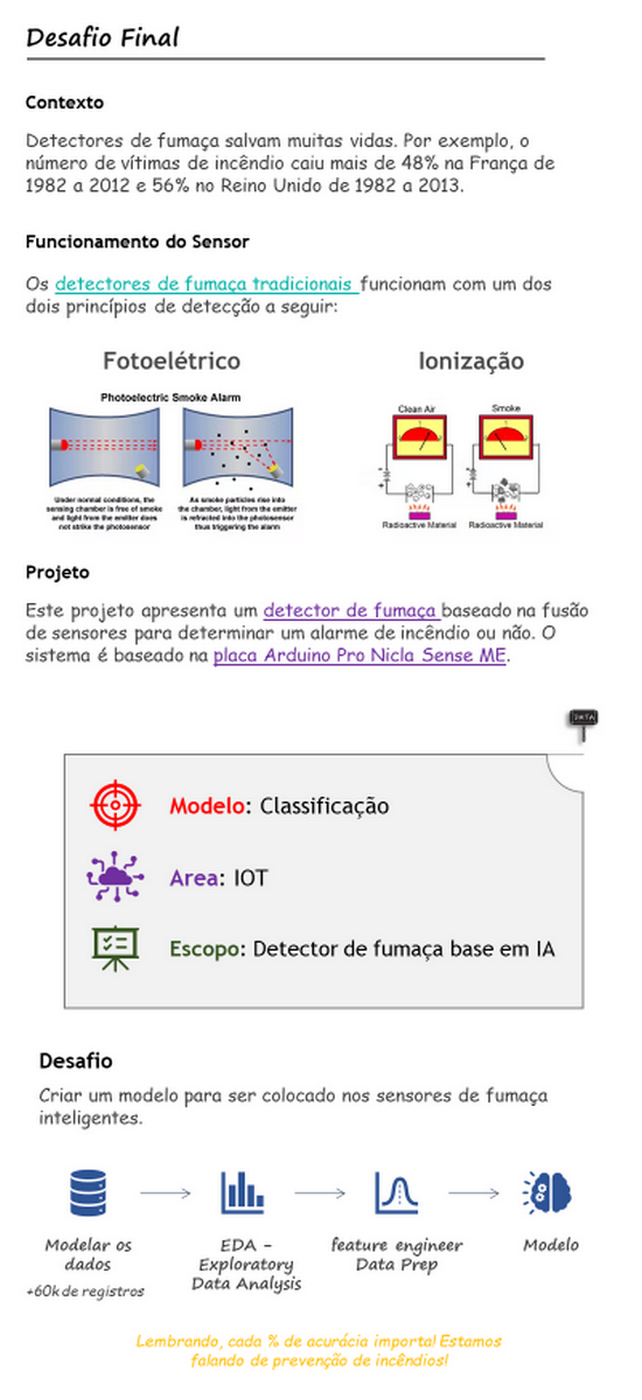 Desafio Final
Contexto
Detectores de fumaça salvam muitas vidas. Por exemplo, o
número de vítimas de incêndio caiu mais de 48% na França de
1982 a 2012 e 56% no Reino Unido de 1982 a 2013.
Funcionamento do Sensor
Os detectores de fumaça tradicionais funcionam com um dos
dois princípios de detecção a seguir:
Fotoelétrico
Photoelectric Smoke Alarm
Under normal conditions, the
sensing chamber is free of smoke
and light from the emitter does
not strike the photosensor
As smoke particles rise into
the chamber, light from the emitter
is refracted into the photosensor
thus triggering the alarm
Ionização
Clean Air
Smoke
Radioactive Material
Radioactive Material
Projeto
Este projeto apresenta um detector de fumaça baseado na fusão
de sensores para determinar um alarme de incêndio ou não. O
sistema é baseado na placa Arduino Pro Nicla Sense ME.
DATA
Modelo: Classificação
Area: IOT
Escopo: Detector de fumaça base em IA
Desafio
Criar um modelo para ser colocado nos sensores de fumaça
inteligentes.
Modelar os
dados
+60k de registros
EDA –
Exploratory
Data Analysis
feature engineer
Data Prep
Modelo
Lembrando, cada % de acurácia importa! Estamos
falando de prevenção de incêndios!